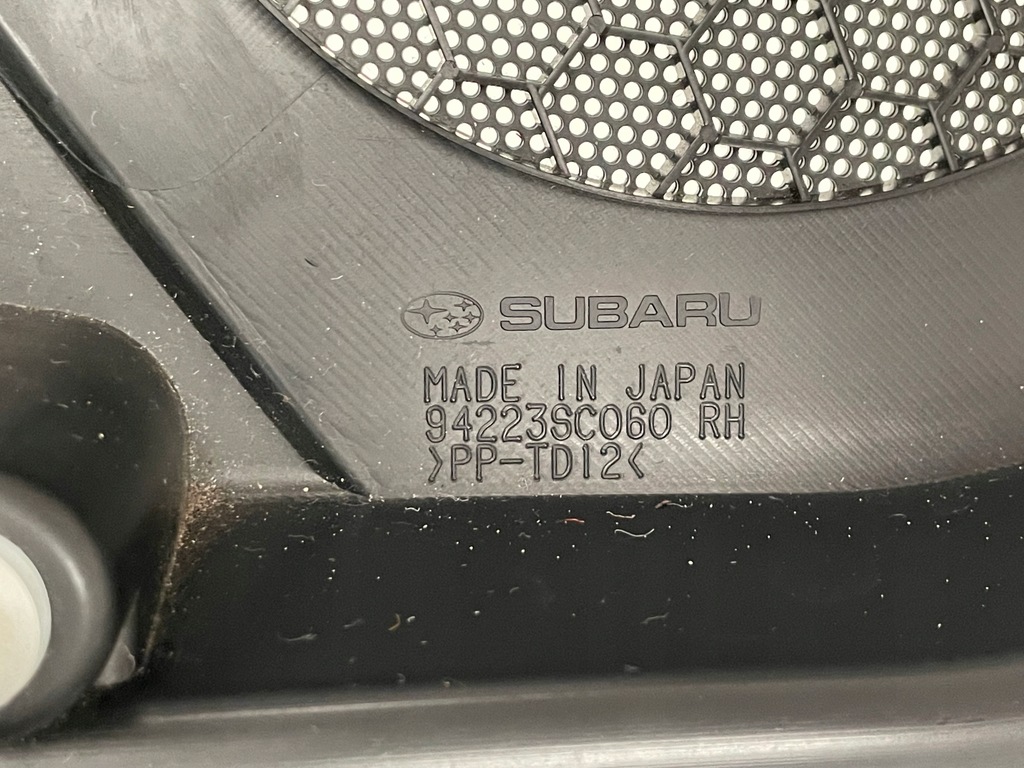 SUBARU
MADE IN JAPAN
94223SC060 RH
>PP-TD12<